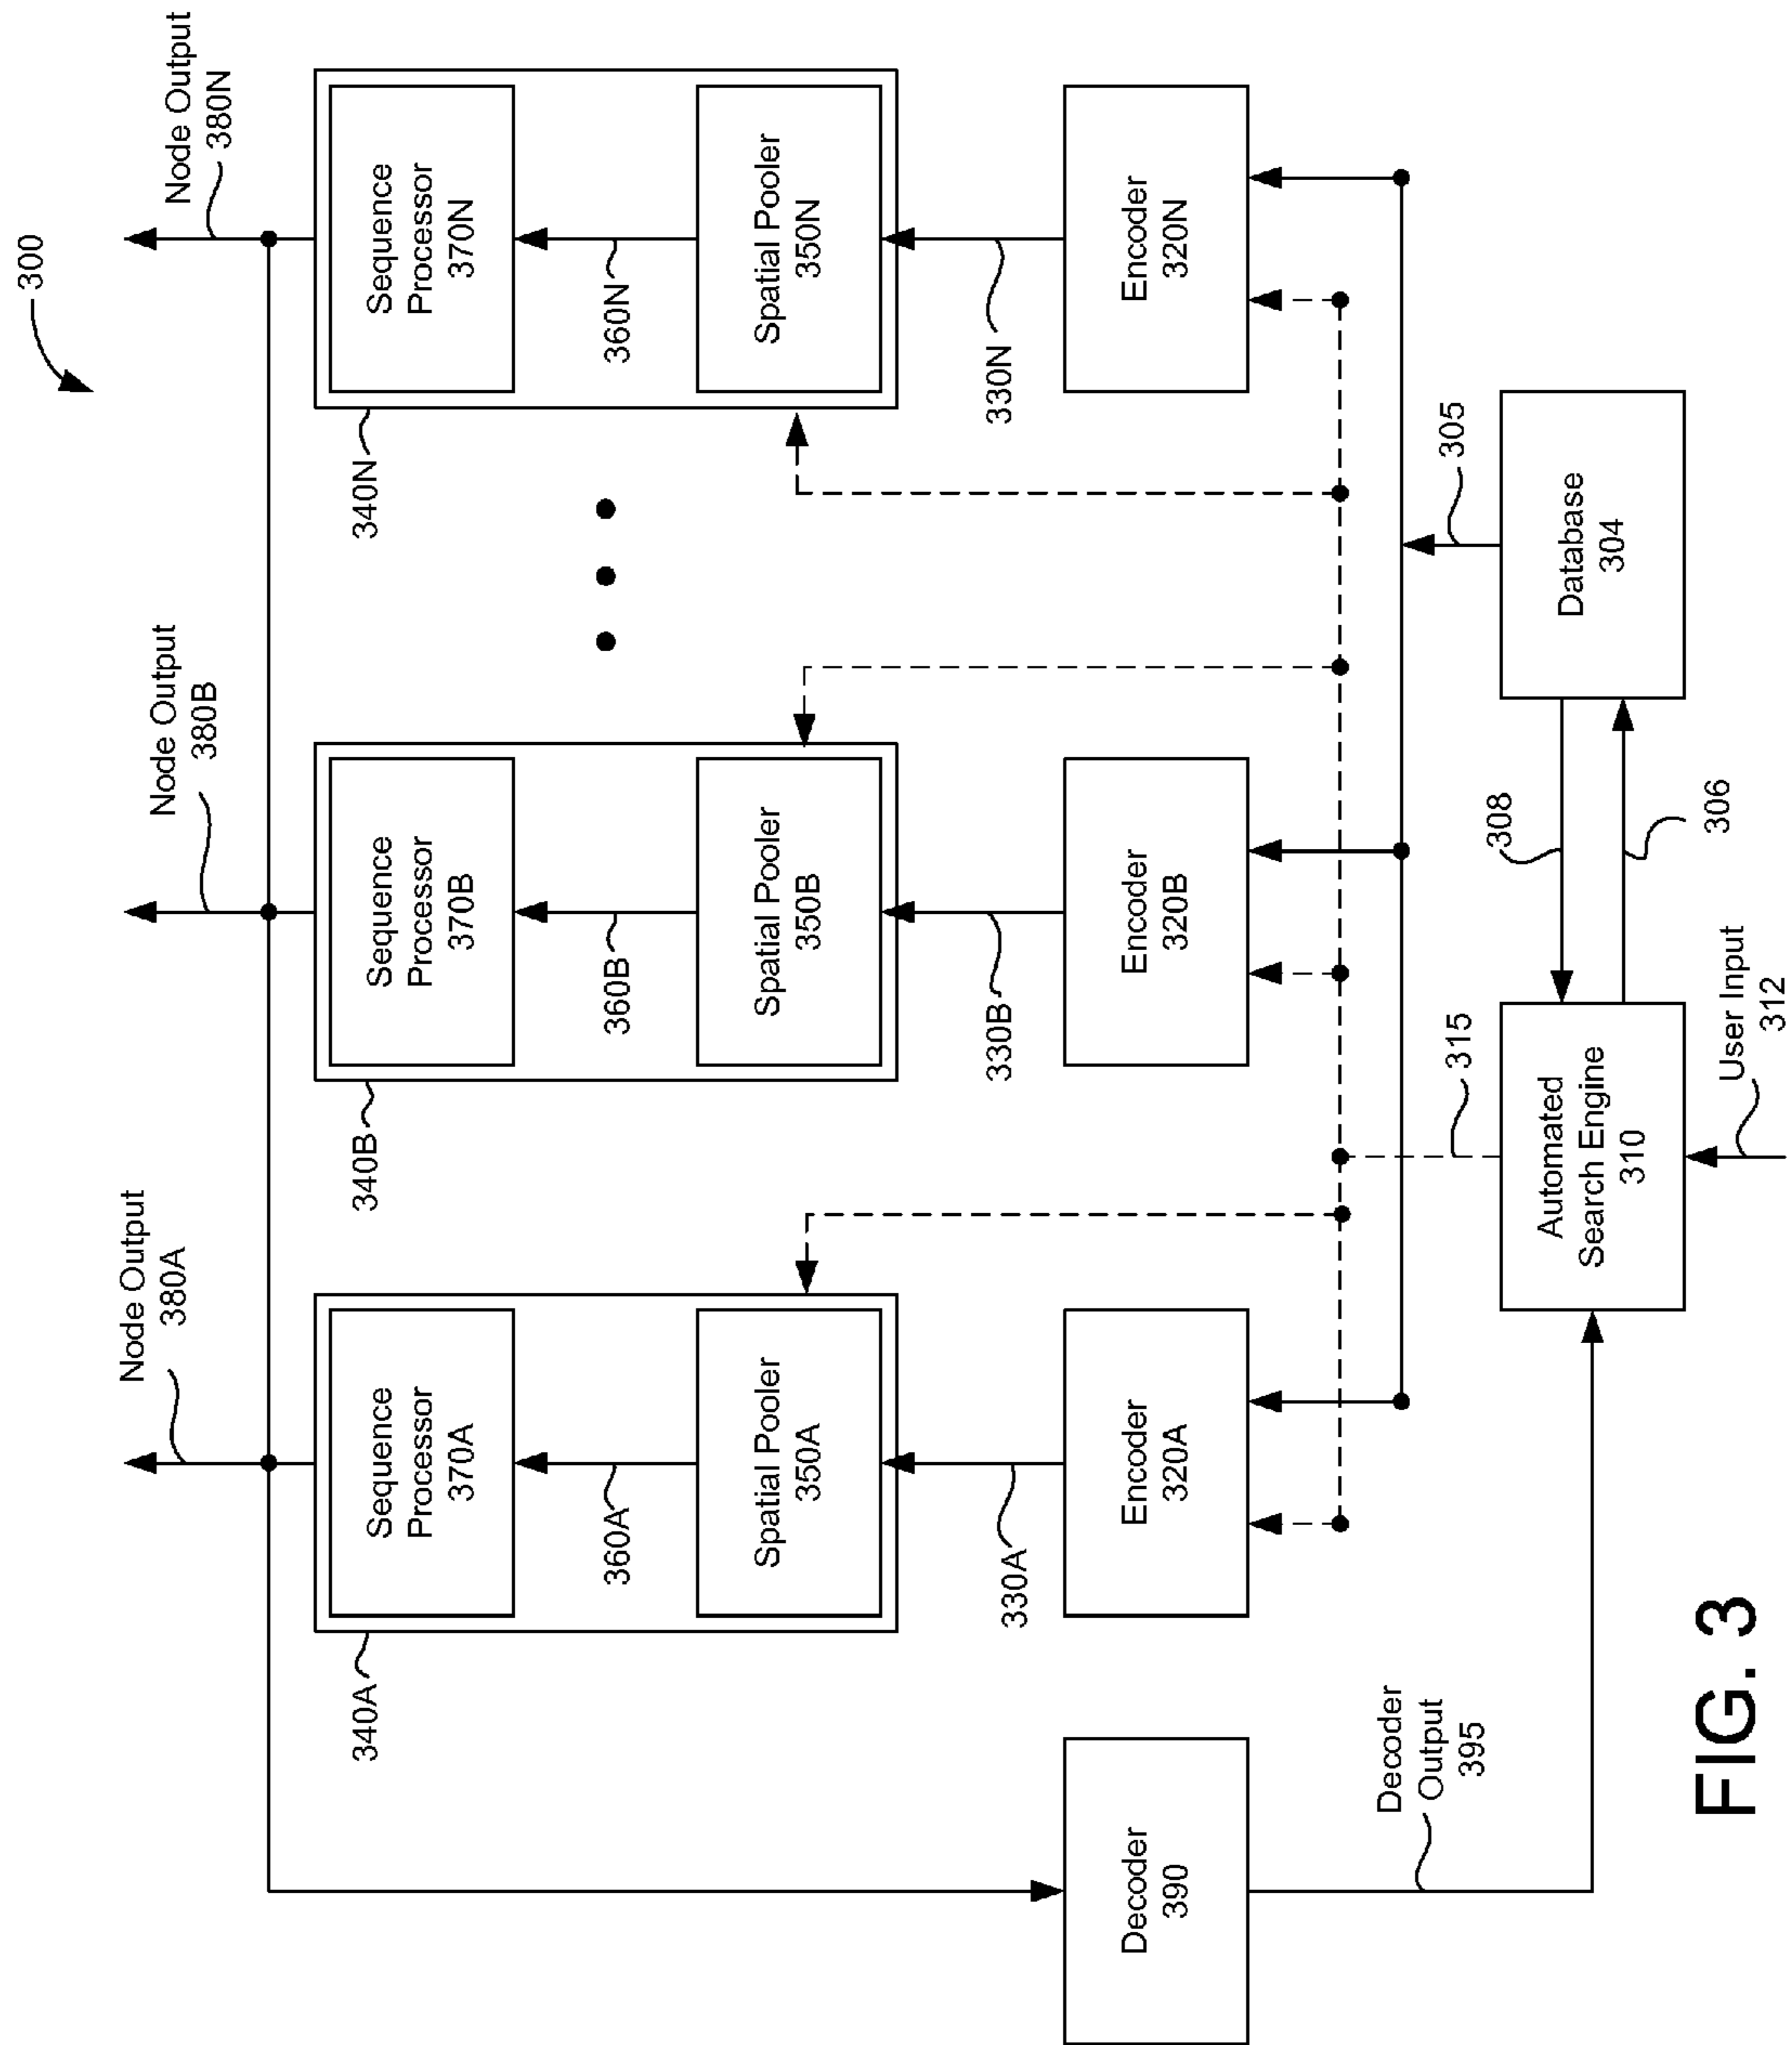 300
Node Output
380A
Node Output
380B
Node Output
380N
340A
Sequence
Processor
370A
360A
Spatial Pooler
350A
340B
Sequence
Processor
370B
360B
Spatial Pooler
350B
340N
Sequence
Processor
370N
360N
Spatial Pooler
350N
330A
330B
330N
Decoder
390
Encoder
320A
Encoder
320B
Encoder
320N
Decoder
Output
395
315
305
Automated
Search Engine
310
308
306
Database
304
User Input
312
FIG. 3